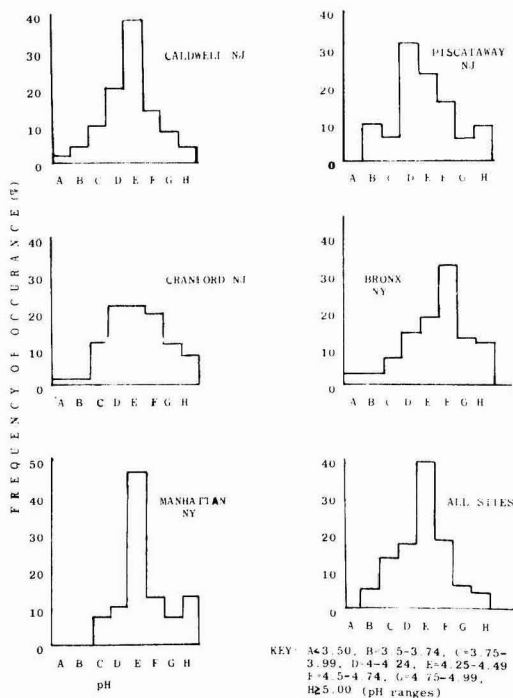 FREQUENCY OF OCCURANCE (%)
CALDWELL NJ
40
30
20
10
0
A B C D E F G H
PISCATAWAY
NJ
40
30
20
10
0
A B C D E F G H
CRANFORD NJ
40
30
20
10
0
A B C D E F G H
BRONX
NY
40
30
20
10
0
A B C D E F G H
MANHATTAN
NY
50
40
30
20
10
0
A B C D E F G H
pH
ALL SITES
40
30
20
10
0
A B C D E F G H
KEY: A<3.50, B=3.5-3.74, C=3.75-
3.99, D=4-4.24, E=4.25-4.49
F=4.5-4.74, G=4.75-4.99,
H≥5.00 (pH ranges)